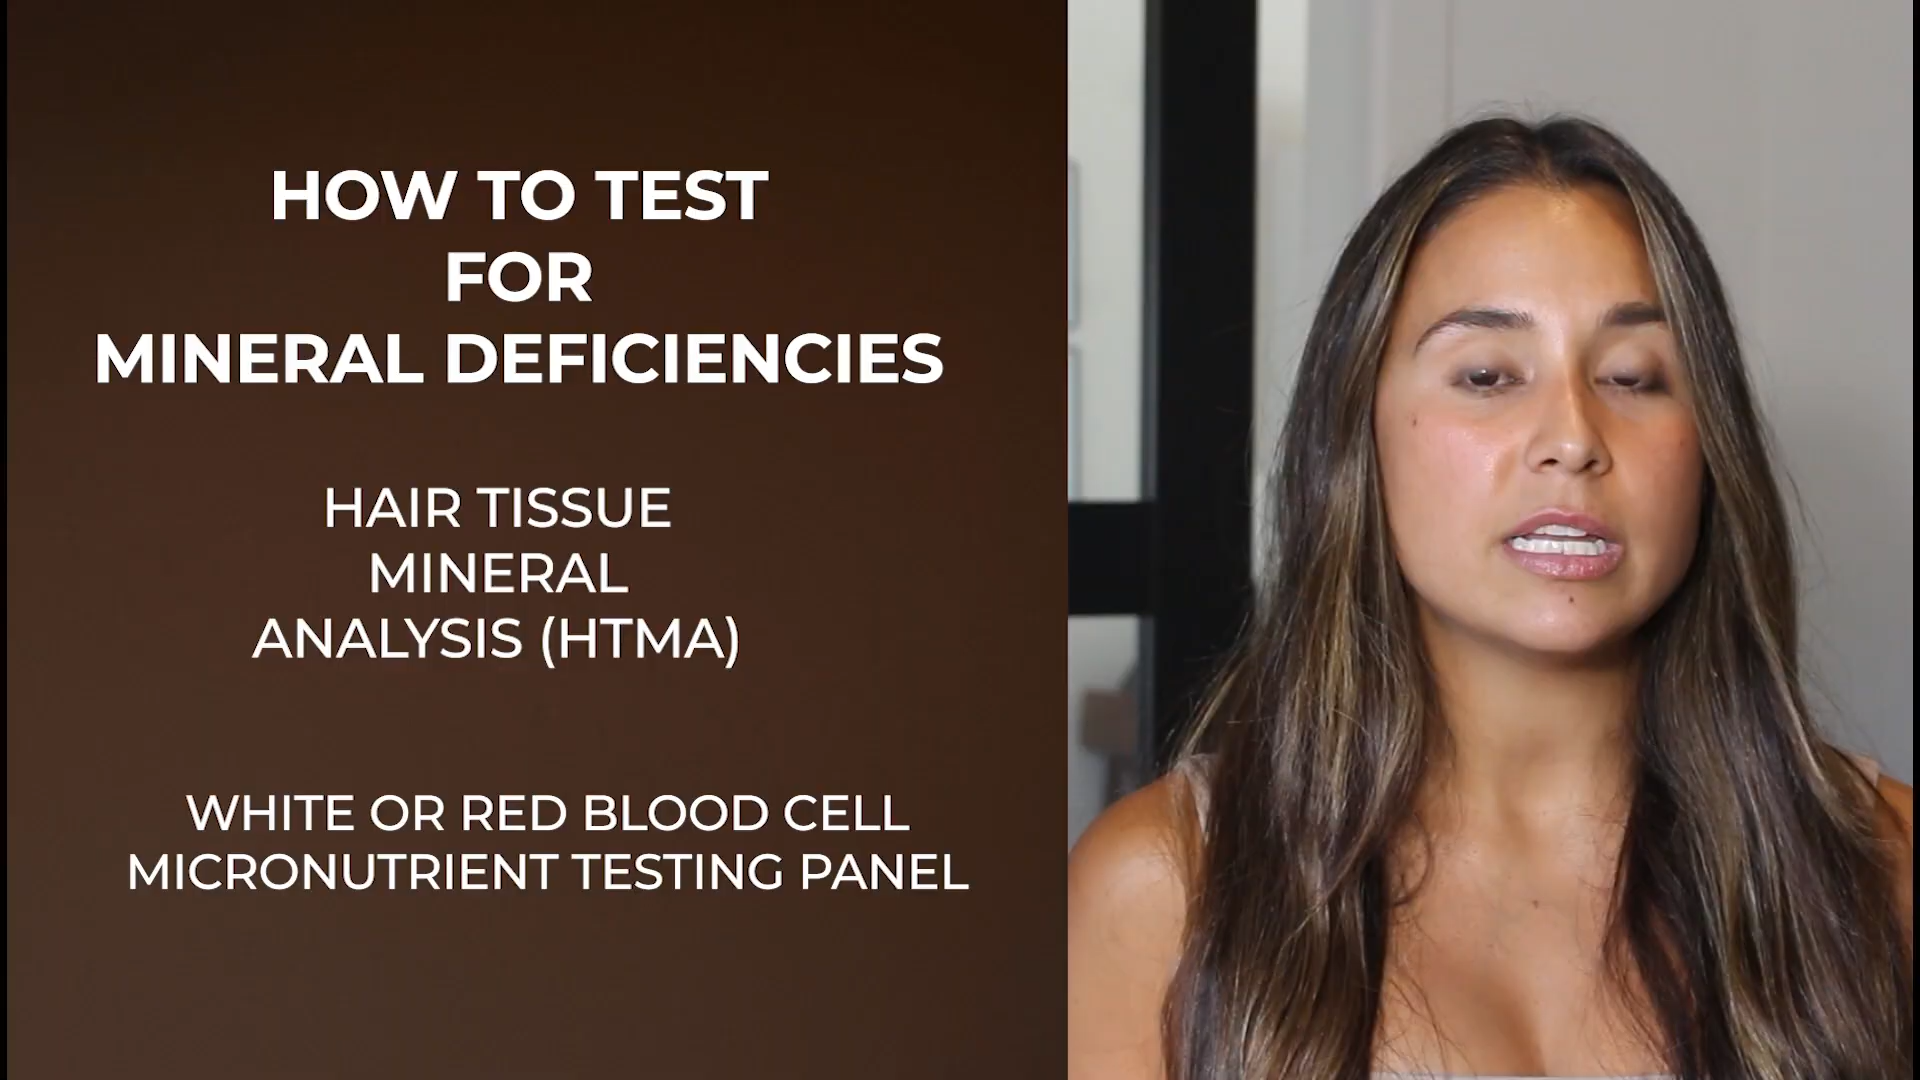 HOW TO TEST
FOR
MINERAL DEFICIENCIES
HAIR TISSUE
MINERAL
ANALYSIS (HTMA)
WHITE OR RED BLOOD CELL
MICRONUTRIENT TESTING PANEL